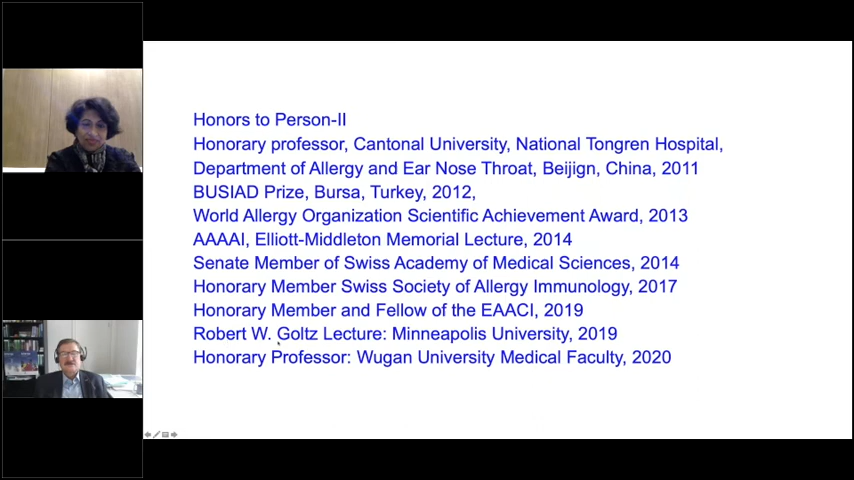 Honors to Person-II
Honorary professor, Cantonal University, National Tongren Hospital,
Department of Allergy and Ear Nose Throat, Beijign, China, 2011
BUSIAD Prize, Bursa, Turkey, 2012,
World Allergy Organization Scientific Achievement Award, 2013
AAAAI, Elliott-Middleton Memorial Lecture, 2014
Senate Member of Swiss Academy of Medical Sciences, 2014
Honorary Member Swiss Society of Allergy Immunology, 2017
Honorary Member and Fellow of the EAACI, 2019
Robert W. Goltz Lecture: Minneapolis University, 2019
Honorary Professor: Wugan University Medical Faculty, 2020